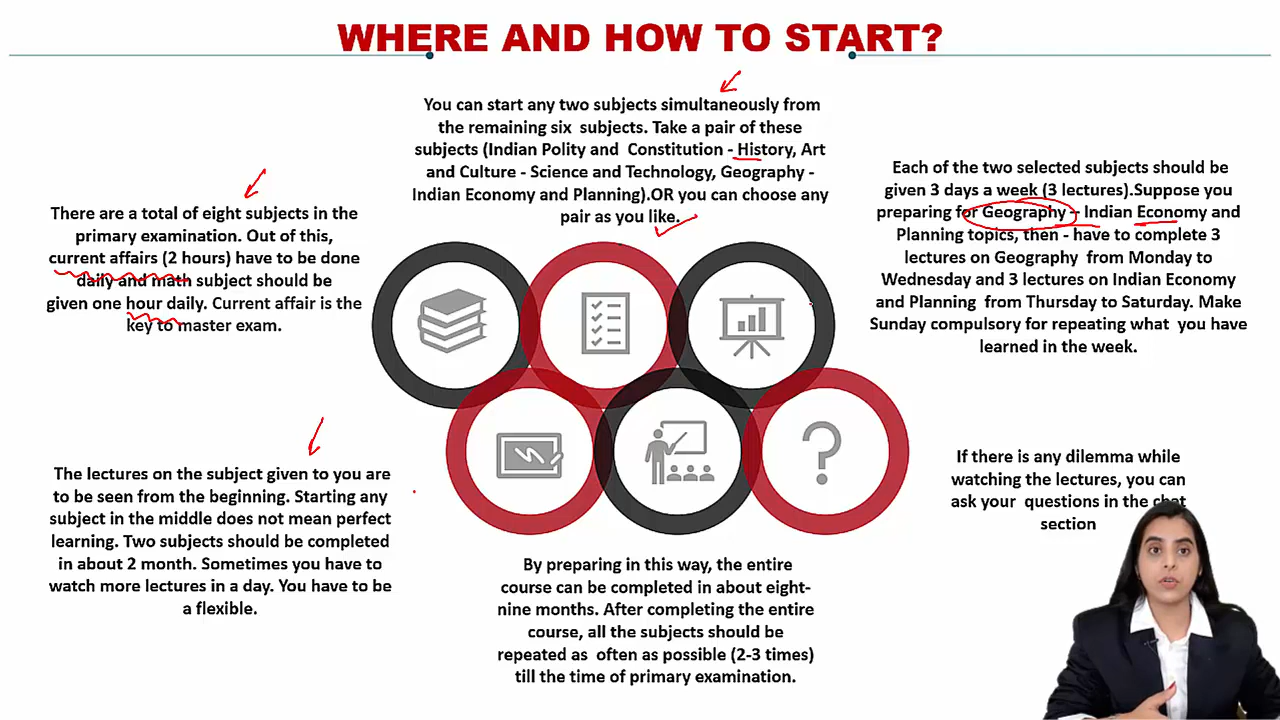 WHERE AND HOW TO START?
There are a total of eight subjects in the
primary examination. Out of this,
current affairs (2 hours) have to be done
daily and math subject should be
given one hour daily. Current affair is the
key to master exam.
You can start any two subjects simultaneously from
the remaining six subjects. Take a pair of these
subjects (Indian Polity and Constitution - History, Art
and Culture - Science and Technology, Geography -
Indian Economy and Planning).OR you can choose any
pair as you like.
Each of the two selected subjects should be
given 3 days a week (3 lectures).Suppose you
preparing for Geography - Indian Economy and
Planning topics, then - have to complete 3
lectures on Geography from Monday to
Wednesday and 3 lectures on Indian Economy
and Planning from Thursday to Saturday. Make
Sunday compulsory for repeating what you have
learned in the week.
The lectures on the subject given to you are
to be seen from the beginning. Starting any
subject in the middle does not mean perfect
learning. Two subjects should be completed
in about 2 month. Sometimes you have to
watch more lectures in a day. You have to be
a flexible.
By preparing in this way, the entire
course can be completed in about eight-
nine months. After completing the entire
course, all the subjects should be
repeated as often as possible (2-3 times)
till the time of primary examination.
If there is any dilemma while
watching the lectures, you can
ask your questions in the chat
section